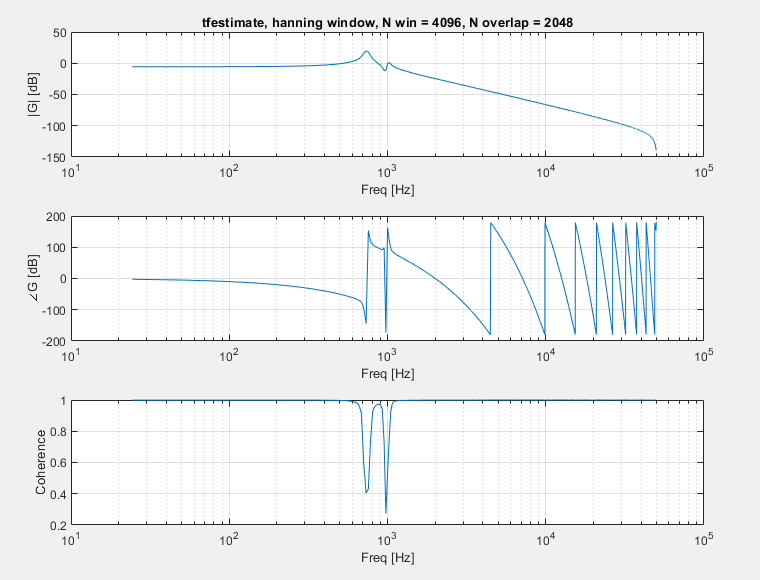 tfestimate, hanning window, N win = 4096, N overlap = 2048
50
0
-50
-100
-150
|G| [dB]
10^1 10^2 10^3 10^4 10^5
Freq [Hz]
200
100
0
-100
-200
∠G [dB]
10^1 10^2 10^3 10^4 10^5
Freq [Hz]
1
0.8
0.6
0.4
0.2
Coherence
10^1 10^2 10^3 10^4 10^5
Freq [Hz]